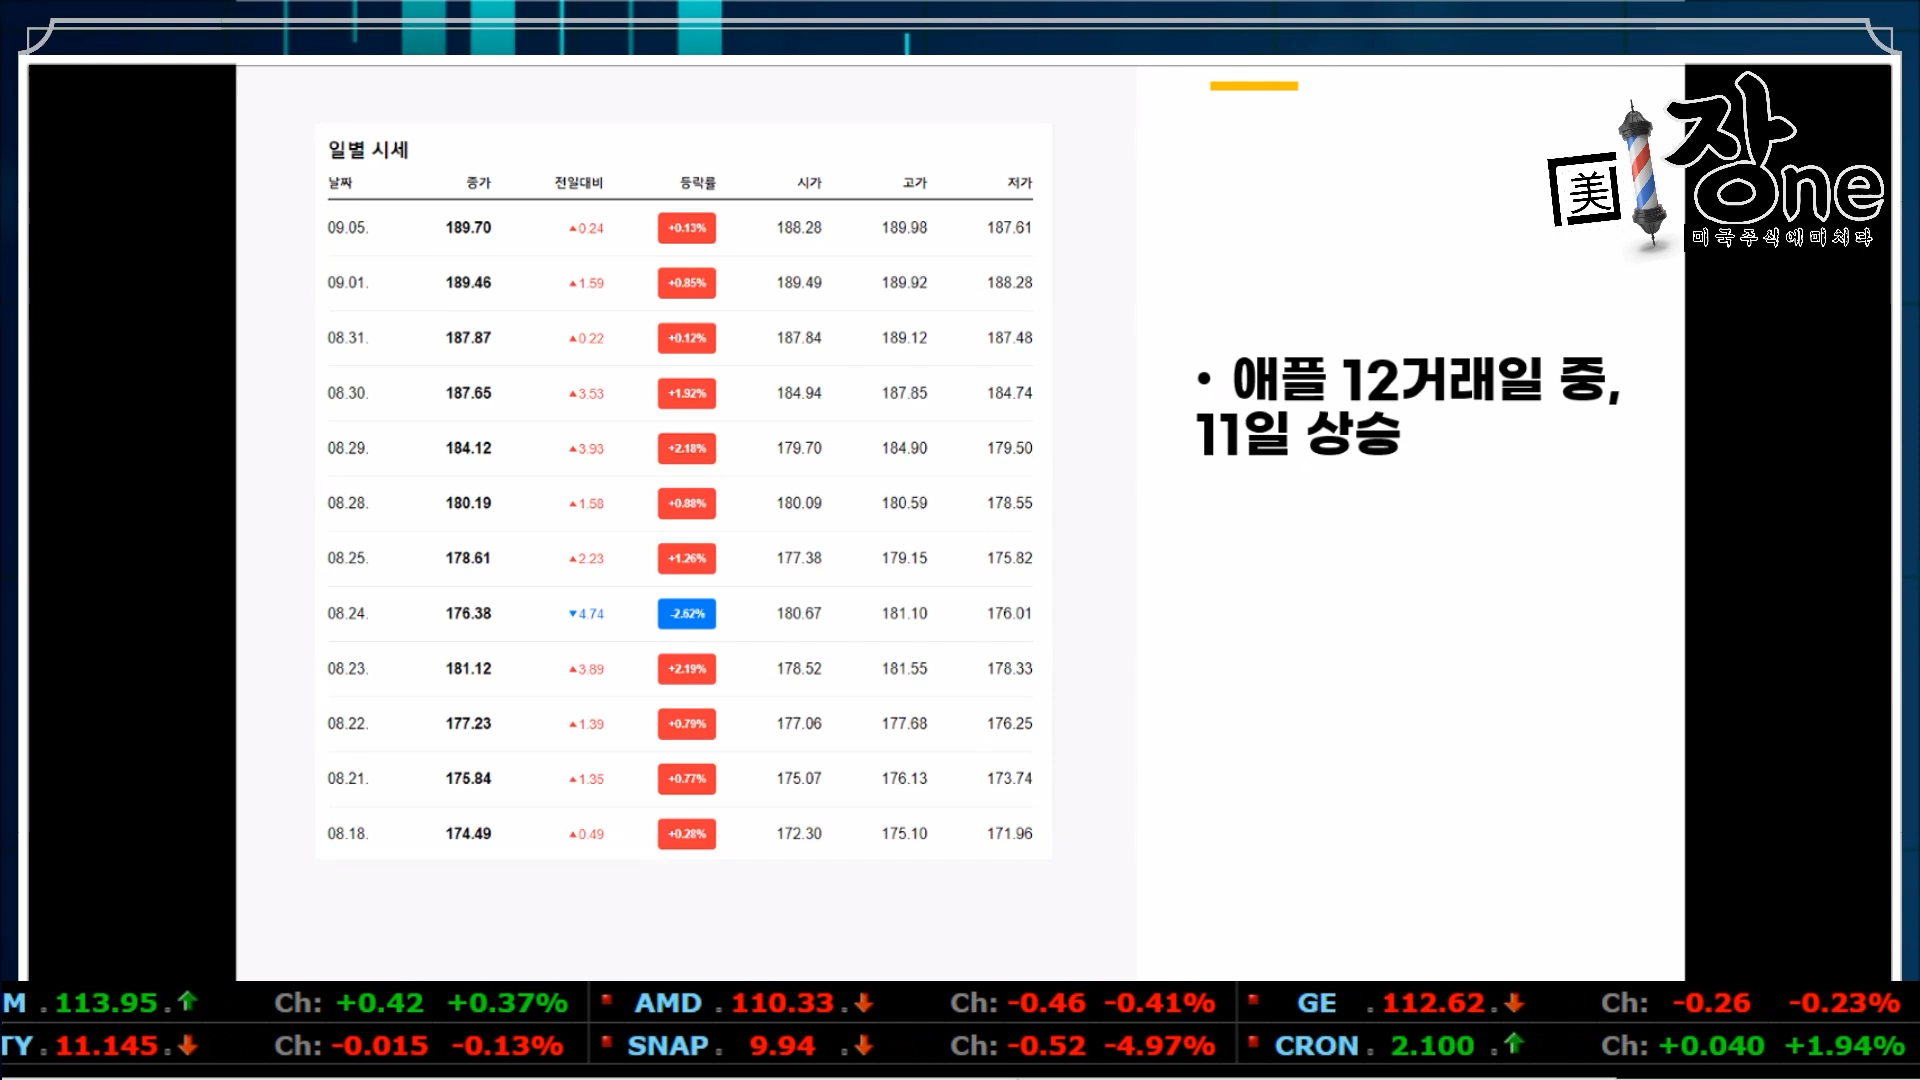 美 장one
미국주식에미치다
일별 시세
날짜 종가 전일대비 등락률 시가 고가 저가
09.05. 189.70 ▲0.24 +0.13% 188.28 189.98 187.61
09.01. 189.46 ▲1.59 +0.85% 189.49 189.92 188.28
08.31. 187.87 ▲0.22 +0.12% 187.84 189.12 187.48
08.30. 187.65 ▲3.53 +1.92% 184.94 187.85 184.74
08.29. 184.12 ▲3.93 +2.18% 179.70 184.90 179.50
08.28. 180.19 ▲1.58 +0.88% 180.09 180.59 178.55
08.25. 178.61 ▲2.23 +1.26% 177.38 179.15 175.82
08.24. 176.38 ▼4.74 -2.62% 180.67 181.10 176.01
08.23. 181.12 ▲3.89 +2.19% 178.52 181.55 178.33
08.22. 177.23 ▲1.39 +0.79% 177.06 177.68 176.25
08.21. 175.84 ▲1.35 +0.77% 175.07 176.13 173.74
08.18. 174.49 ▲0.49 +0.28% 172.30 175.10 171.96
• 애플 12거래일 중,
11일 상승
M . 113.95 . Ch: +0.42 +0.37% AMD . 110.33 . Ch: -0.46 -0.41% GE . 112.62 . Ch: -0.26 -0.23%
TY . 11.145 . Ch: -0.015 -0.13% SNAP . 9.94 . Ch: -0.52 -4.97% CRON . 2.100 . Ch: +0.040 +1.94%